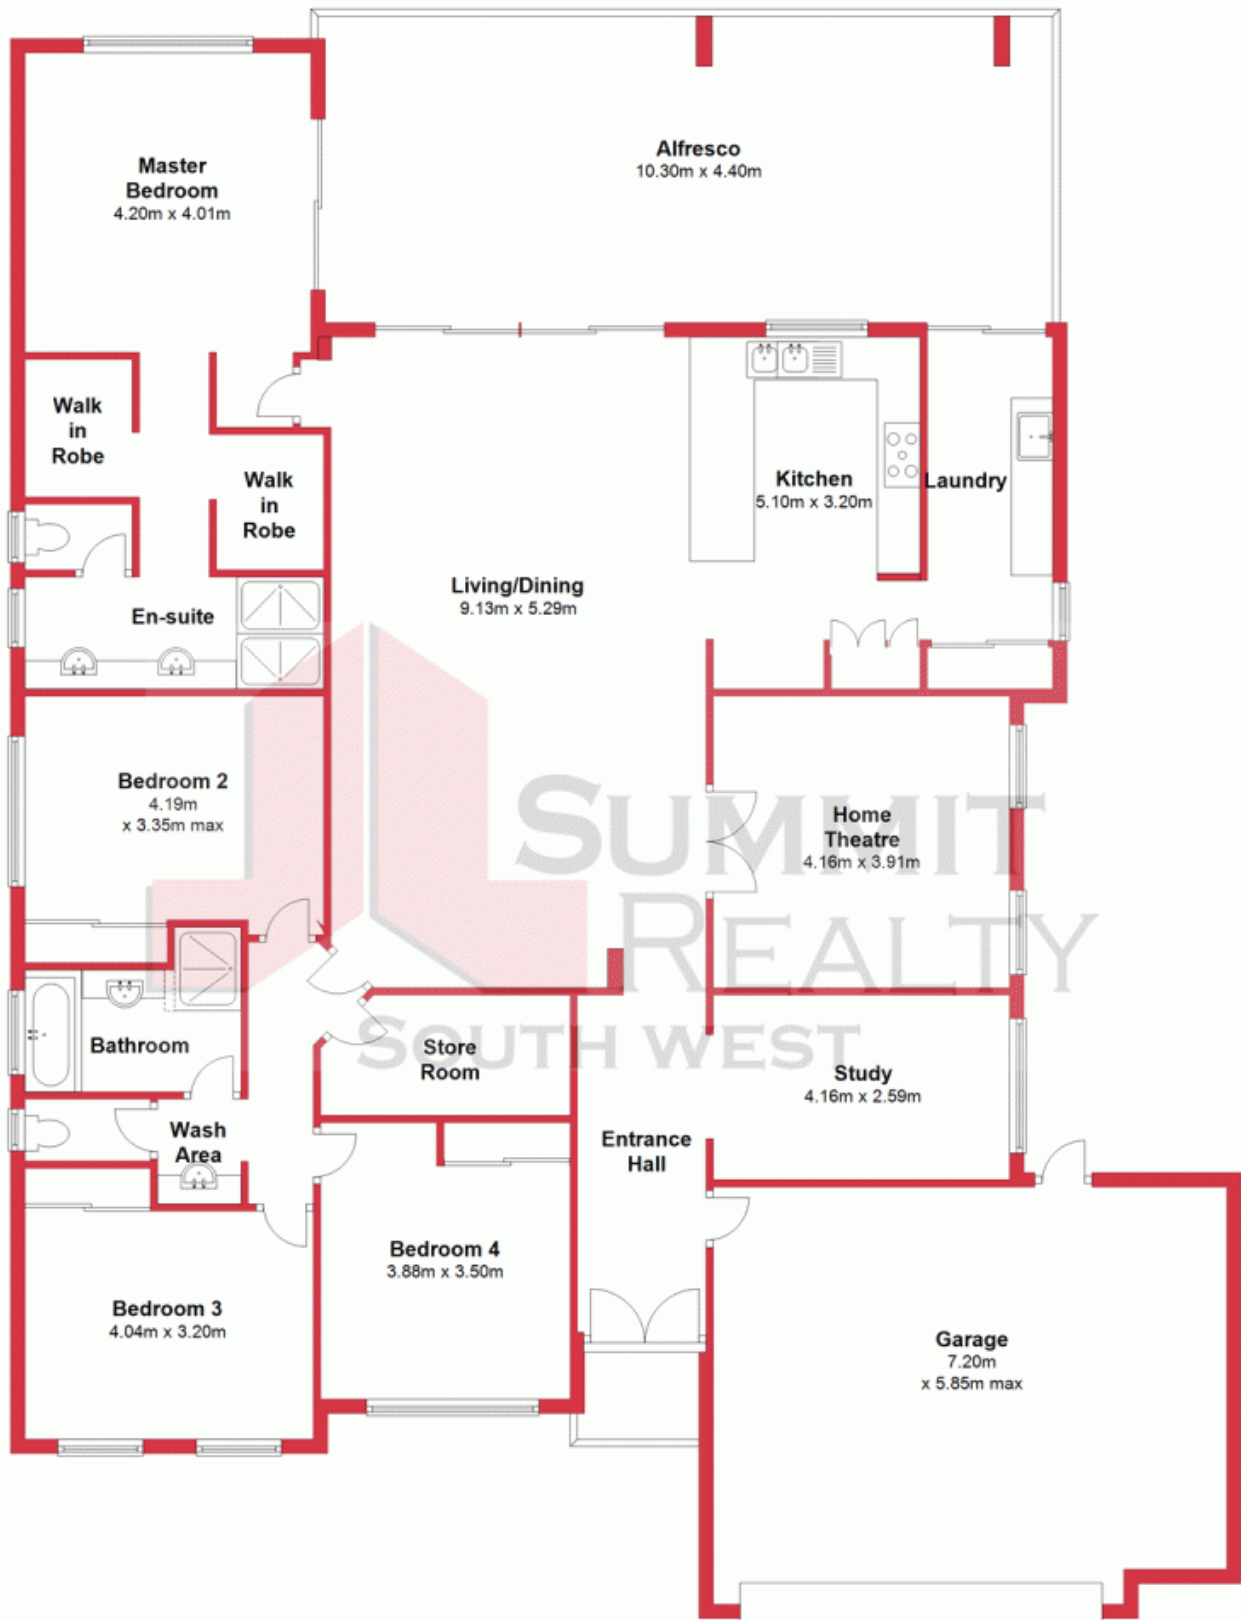 Master
Bedroom
4.20m x 4.01m
Alfresco
10.30m x 4.40m
Walk
in
Robe
Walk
in
Robe
Kitchen
5.10m x 3.20m
Laundry
Living/Dining
9.13m x 5.29m
En-suite
Bedroom 2
4.19m
x 3.35m max
Home
Theatre
4.16m x 3.91m
SUMMIT
REALTY
SOUTH WEST
Bathroom
Store
Room
Study
4.16m x 2.59m
Wash
Area
Entrance
Hall
Bedroom 4
3.88m x 3.50m
Bedroom 3
4.04m x 3.20m
Garage
7.20m
x 5.85m max